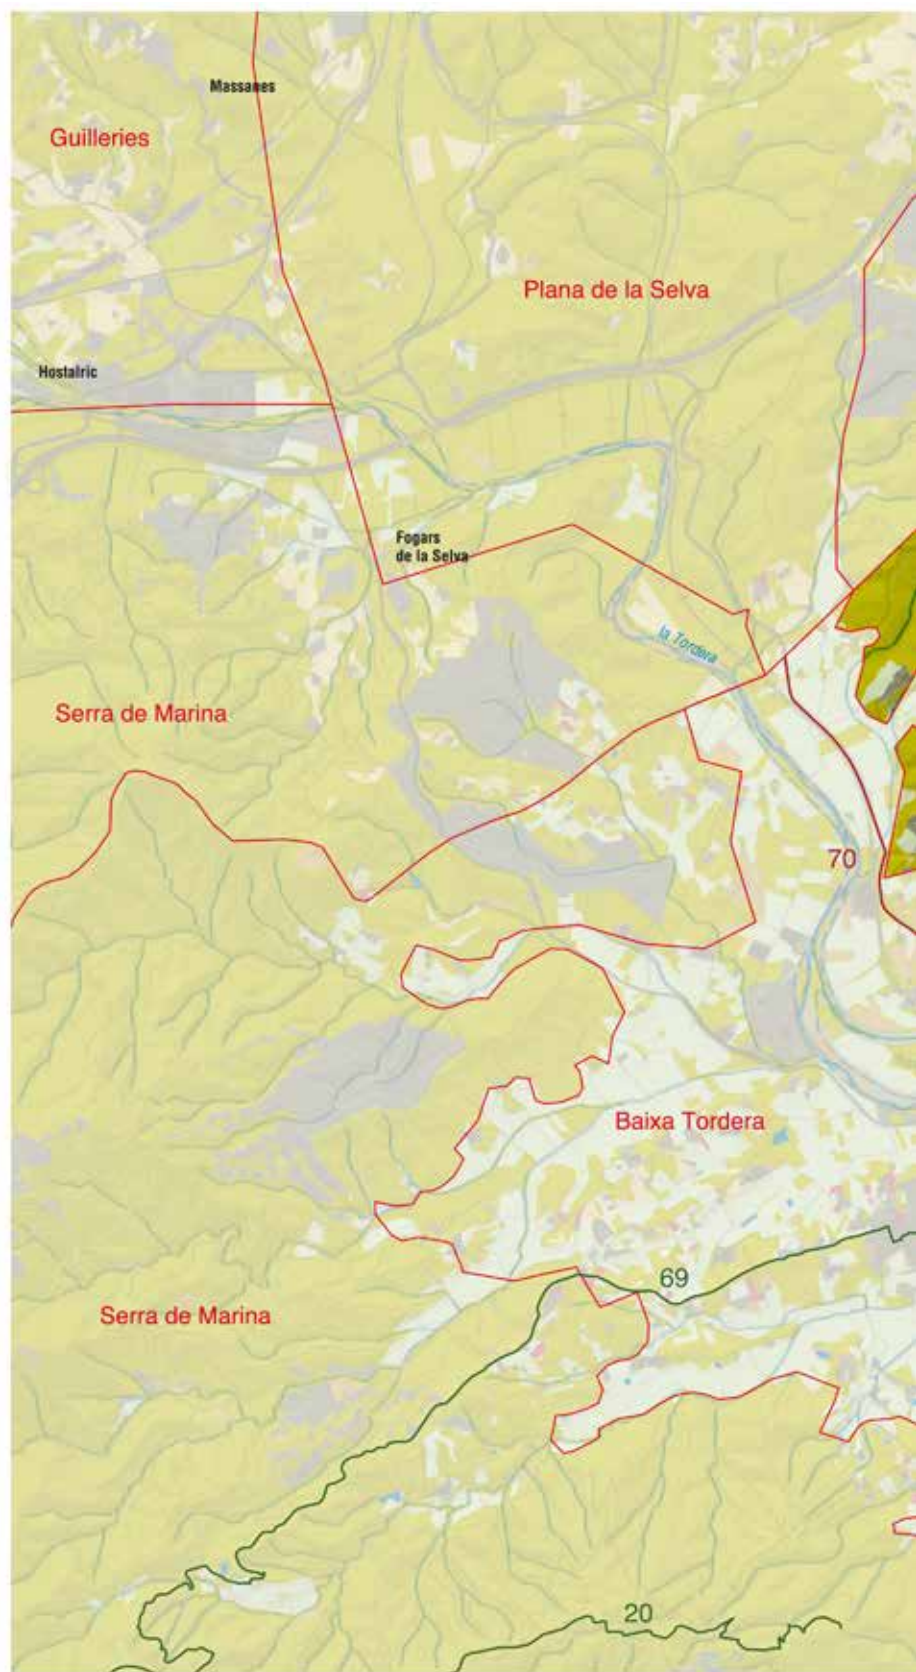 Massanes
Guilleries
Plana de la Selva
Hostalric
Fogars
de la Selva
la Tordera
Serra de Marina
70
Baixa Tordera
69
Serra de Marina
20